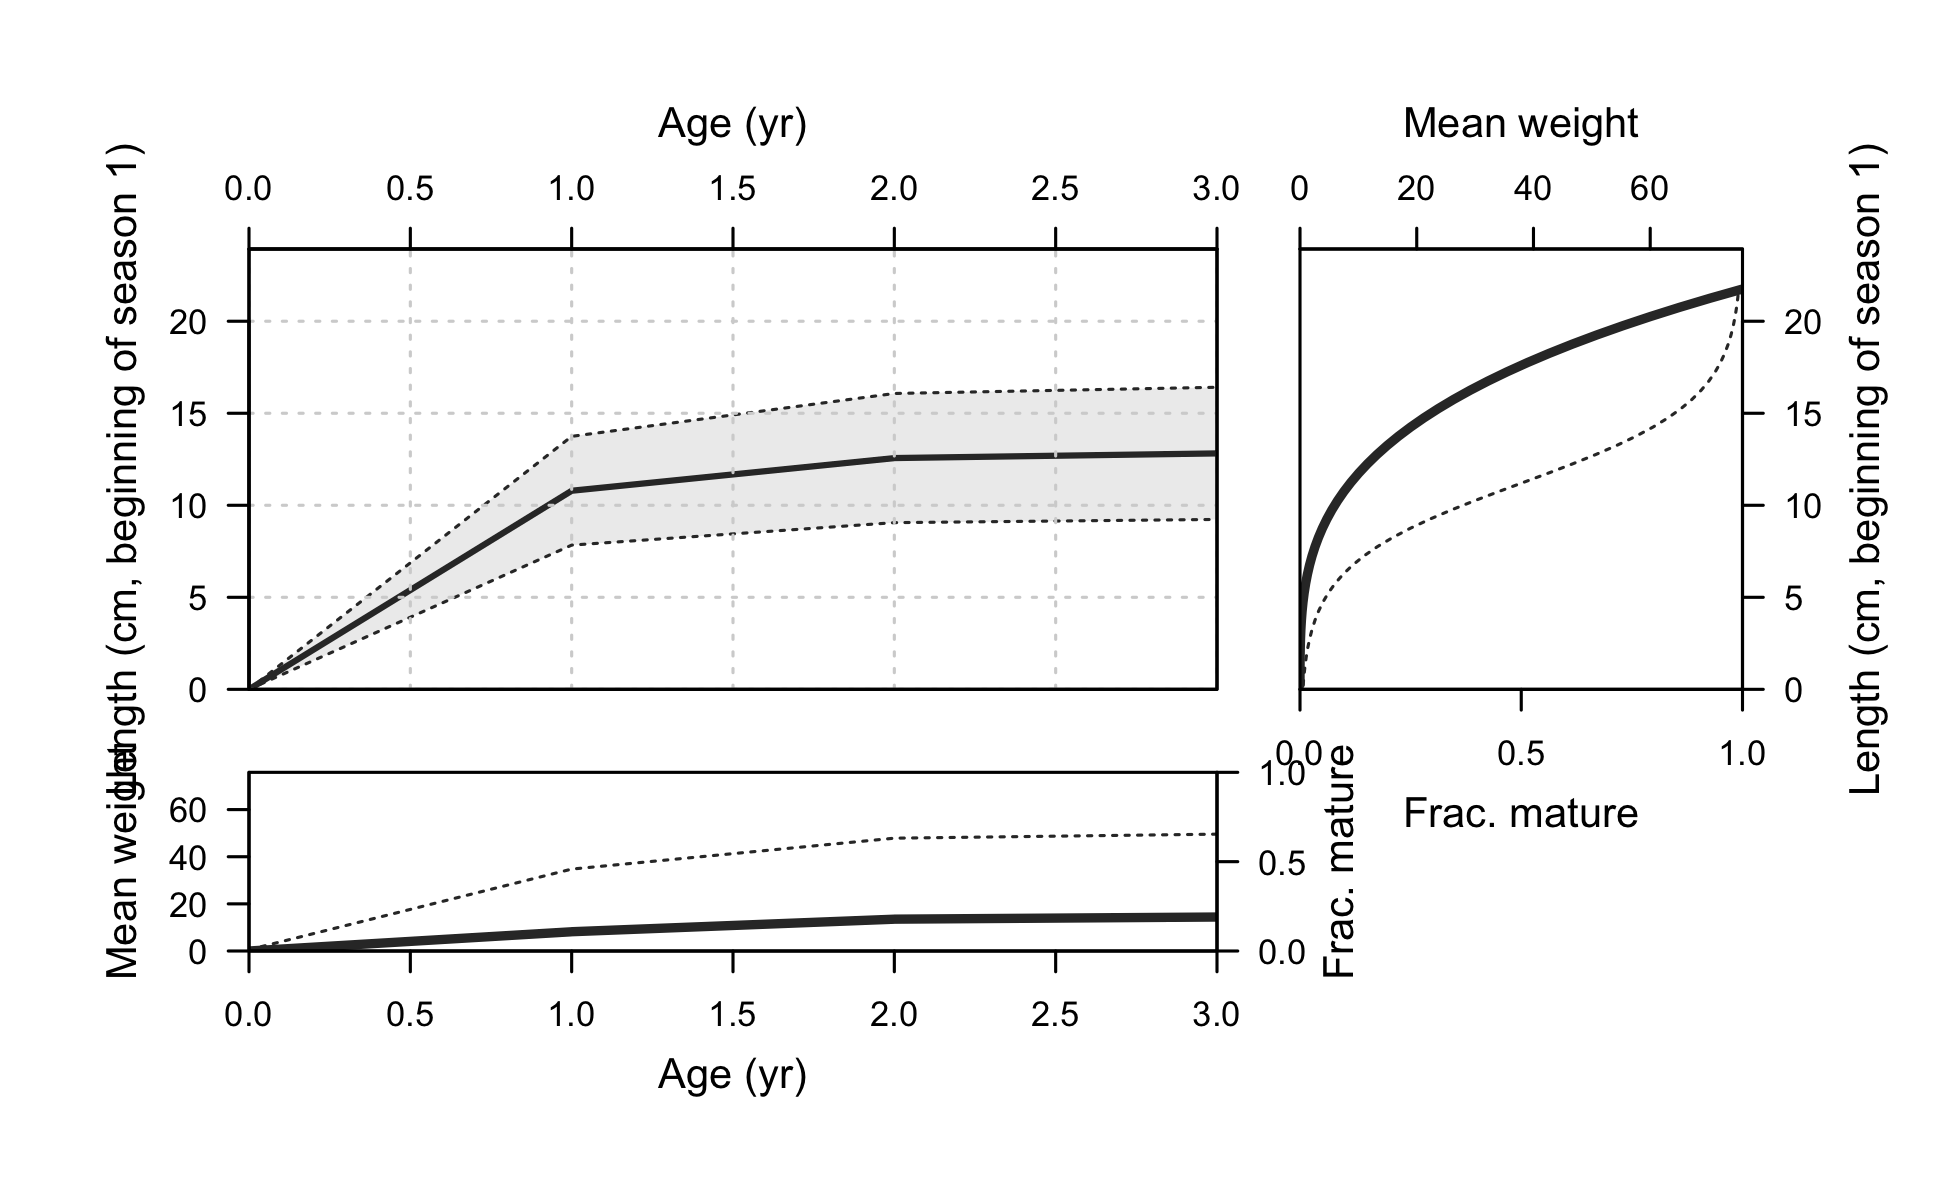 Age (yr)
Mean weight
0.0 0.5 1.0 1.5 2.0 2.5 3.0
0 20 40 60
Length (cm, beginning of season 1)
20
15
10
5
0
20
15
10
5
0
Length (cm, beginning of season 1)
0.0 0.5 1.0
Frac. mature
Mean weight
60
40
20
0
1.0
0.5
0.0
Frac. mature
0.0 0.5 1.0 1.5 2.0 2.5 3.0
Age (yr)